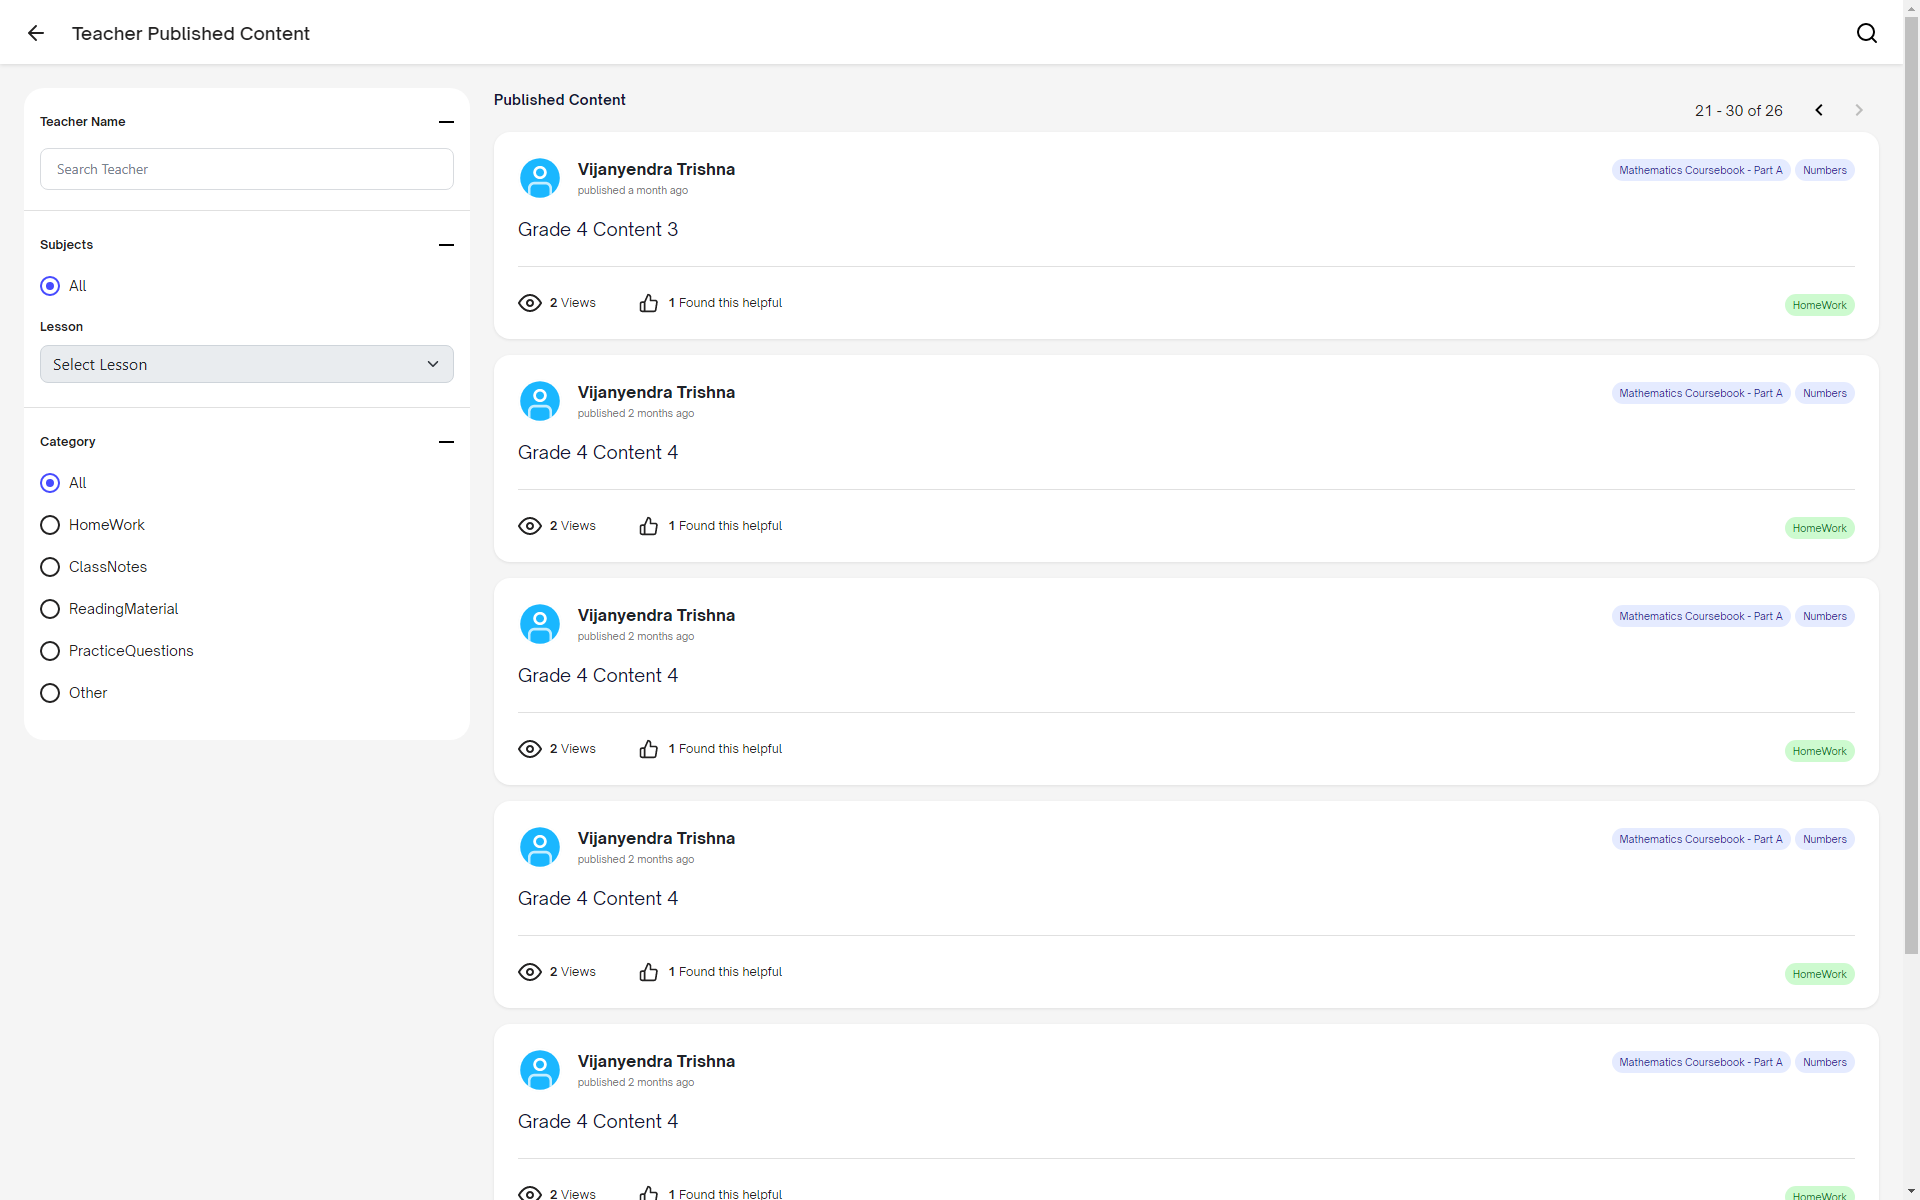 Teacher Published Content
Teacher Name
Search Teacher
Subjects
All
Lesson
Select Lesson
Category
All
HomeWork
ClassNotes
ReadingMaterial
PracticeQuestions
Other
Published Content
21 - 30 of 26
Vijanyendra Trishna
published a month ago
Mathematics Coursebook - Part A
Numbers
Grade 4 Content 3
2 Views
1 Found this helpful
HomeWork
Vijanyendra Trishna
published 2 months ago
Mathematics Coursebook - Part A
Numbers
Grade 4 Content 4
2 Views
1 Found this helpful
HomeWork
Vijanyendra Trishna
published 2 months ago
Mathematics Coursebook - Part A
Numbers
Grade 4 Content 4
2 Views
1 Found this helpful
HomeWork
Vijanyendra Trishna
published 2 months ago
Mathematics Coursebook - Part A
Numbers
Grade 4 Content 4
2 Views
1 Found this helpful
HomeWork
Vijanyendra Trishna
published 2 months ago
Mathematics Coursebook - Part A
Numbers
Grade 4 Content 4
2 Views
1 Found this helpful
HomeWork